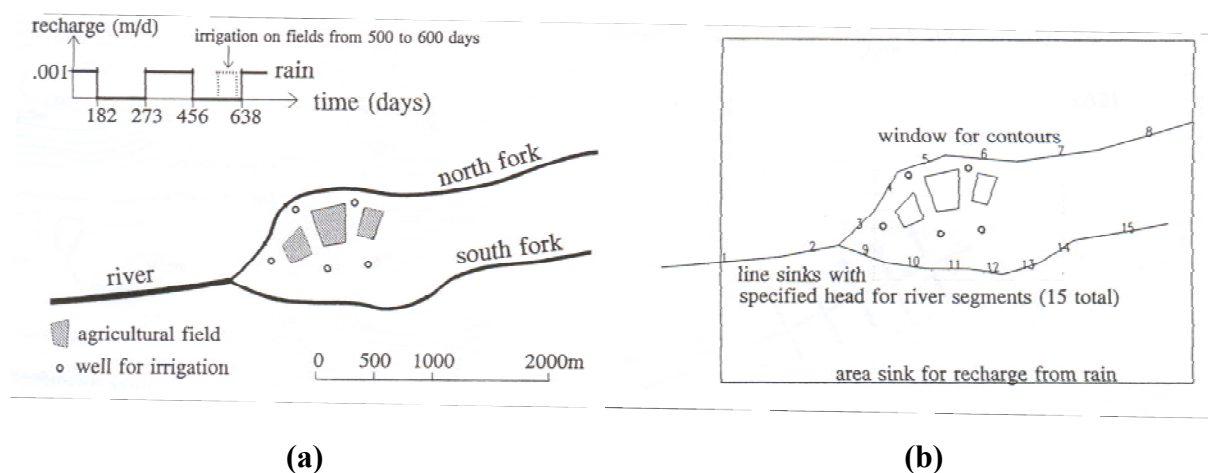 recharge (m/d)
irrigation on fields from 500 to 600 days
.001
rain
time (days)
182 273 456 638
north fork
south fork
river
agricultural field
well for irrigation
0 500 1000 2000m
(a)
window for contours
1 2 3 4 5 6 7 8
9 10 11 12 13 14 15
line sinks with
specified head for river segments (15 total)
area sink for recharge from rain
(b)